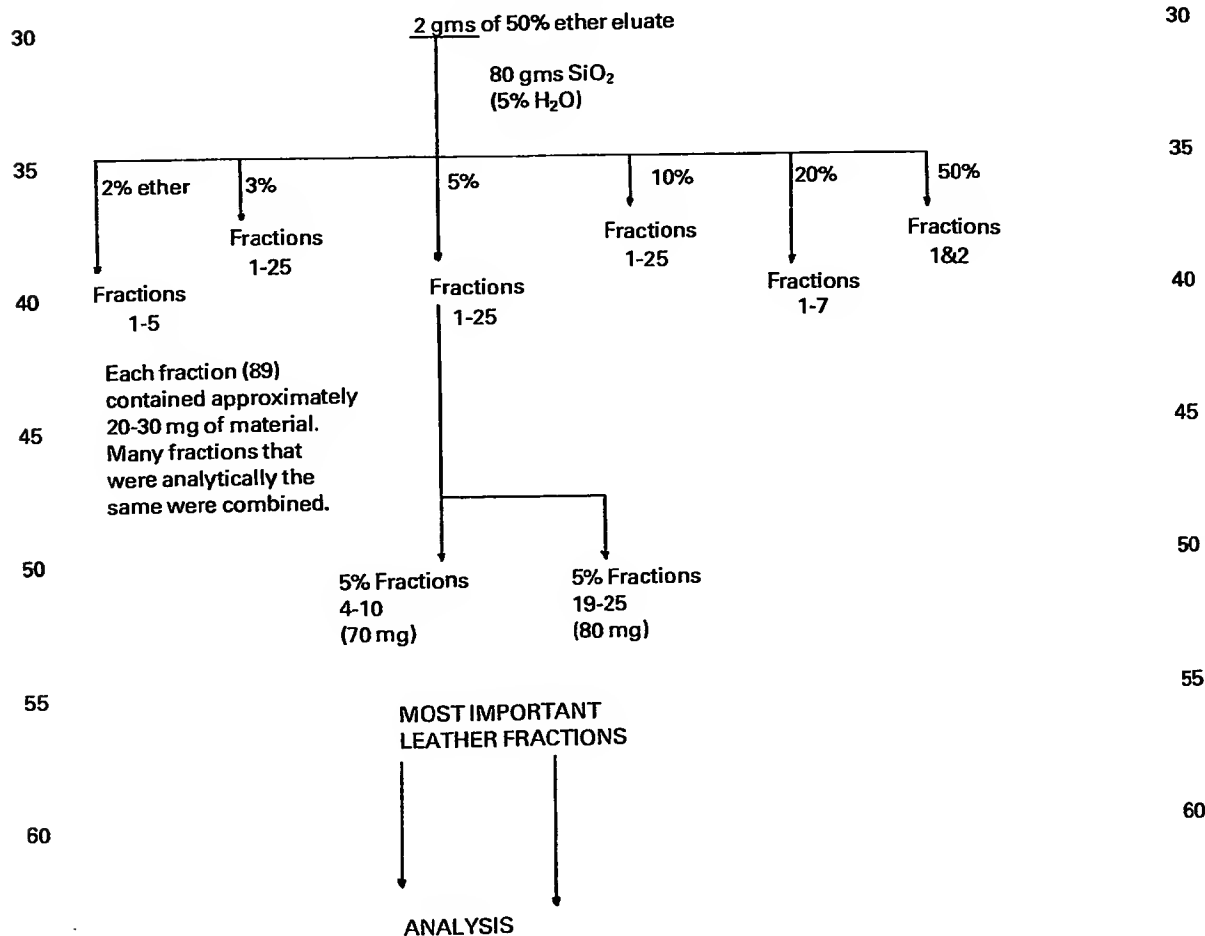 30
30
2 gms of 50% ether eluate
80 gms SiO₂
(5% H₂O)
35
35
2% ether
3%
5%
10%
20%
50%
Fractions
1-25
Fractions
1-25
Fractions
1&2
Fractions
1-5
Fractions
1-25
Fractions
1-7
40
40
Each fraction (89)
contained approximately
20-30 mg of material.
Many fractions that
were analytically the
same were combined.
45
45
50
50
5% Fractions
4-10
(70 mg)
5% Fractions
19-25
(80 mg)
55
55
MOST IMPORTANT
LEATHER FRACTIONS
60
60
ANALYSIS